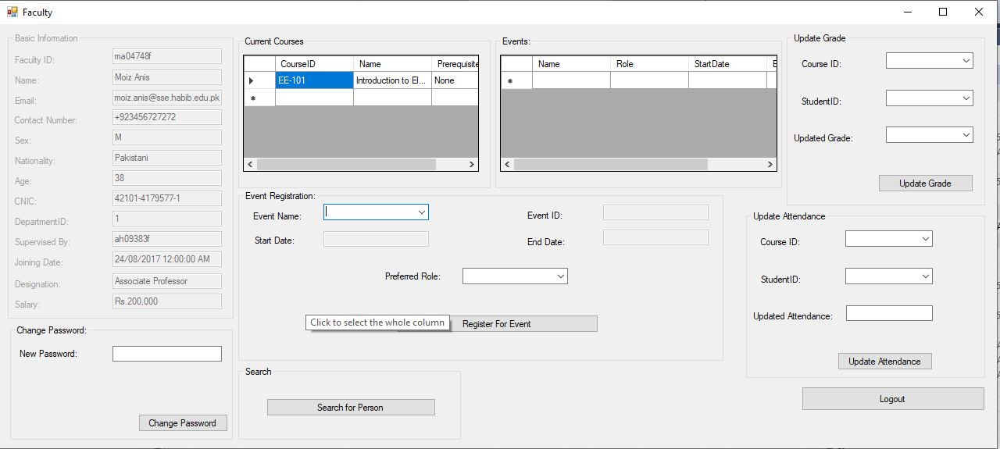 Faculty
Basic Information
Faculty ID: ma04748f
Name: Moiz Anis
Email: moiz.anis@sse.habib.edu.pk
Contact Number: +923456727272
Sex: M
Nationality: Pakistani
Age: 38
CNIC: 42101-4179577-1
DepartmentID: 1
Supervised By: ah09383f
Joining Date: 24/08/2017 12:00:00 AM
Designation: Associate Professor
Salary: Rs.200,000
Change Password:
New Password:
Change Password
Current Courses
CourseID Name Prerequisite
EE-101 Introduction to El... None
Events:
Name Role StartDate E
Event Registration:
Event Name: Event ID:
Start Date: End Date:
Preferred Role:
Click to select the whole column
Register For Event
Search
Search for Person
Update Grade
Course ID:
StudentID:
Updated Grade:
Update Grade
Update Attendance
Course ID:
StudentID:
Updated Attendance:
Update Attendance
Logout